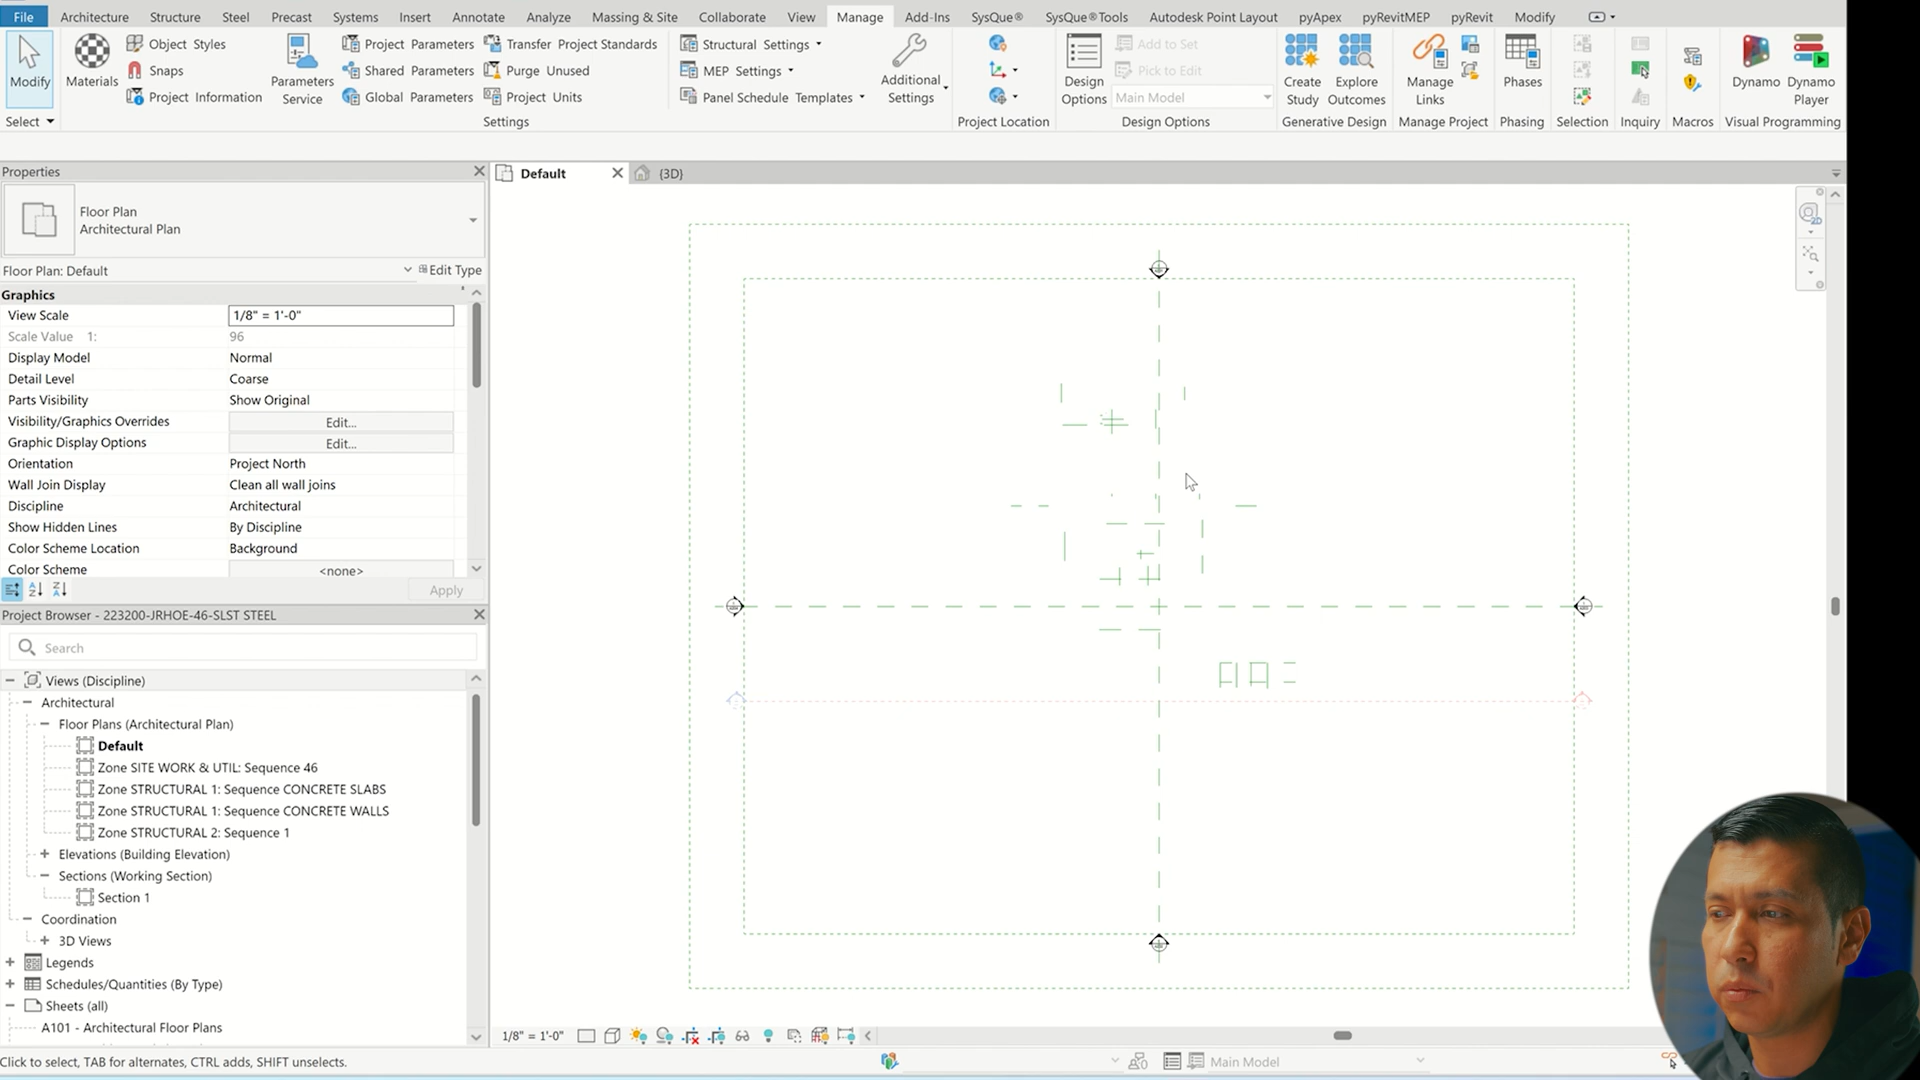 File Architecture Structure Steel Precast Systems Insert Annotate Analyze Massing & Site Collaborate View Manage Add-Ins SysQue® SysQue®Tools Autodesk Point Layout pyApex pyRevitMEP pyRevit Modify
Modify
Select
Materials
Object Styles
Snaps
Project Information
Parameters Service
Project Parameters
Shared Parameters
Global Parameters
Transfer Project Standards
Purge Unused
Project Units
Settings
Structural Settings
MEP Settings
Panel Schedule Templates
Additional Settings
Project Location
Design Options
Add to Set
Pick to Edit
Main Model
Design Options
Create Study
Explore Outcomes
Generative Design
Manage Links
Manage Project
Phases
Phasing
Selection
Inquiry
Macros
Dynamo
Dynamo Player
Visual Programming
Properties
Floor Plan
Architectural Plan
Floor Plan: Default
Edit Type
Graphics
View Scale 1/8" = 1'-0"
Scale Value 1: 96
Display Model Normal
Detail Level Coarse
Parts Visibility Show Original
Visibility/Graphics Overrides Edit...
Graphic Display Options Edit...
Orientation Project North
Wall Join Display Clean all wall joins
Discipline Architectural
Show Hidden Lines By Discipline
Color Scheme Location Background
Color Scheme <none>
Apply
Project Browser - 223200-JRHOE-46-SLST STEEL
Search
Views (Discipline)
Architectural
Floor Plans (Architectural Plan)
Default
Zone SITE WORK & UTIL: Sequence 46
Zone STRUCTURAL 1: Sequence CONCRETE SLABS
Zone STRUCTURAL 1: Sequence CONCRETE WALLS
Zone STRUCTURAL 2: Sequence 1
Elevations (Building Elevation)
Sections (Working Section)
Section 1
Coordination
3D Views
Legends
Schedules/Quantities (By Type)
Sheets (all)
A101 - Architectural Floor Plans
Default
{3D}
2D
1/8" = 1'-0"
Click to select, TAB for alternates, CTRL adds, SHIFT unselects.
Main Model